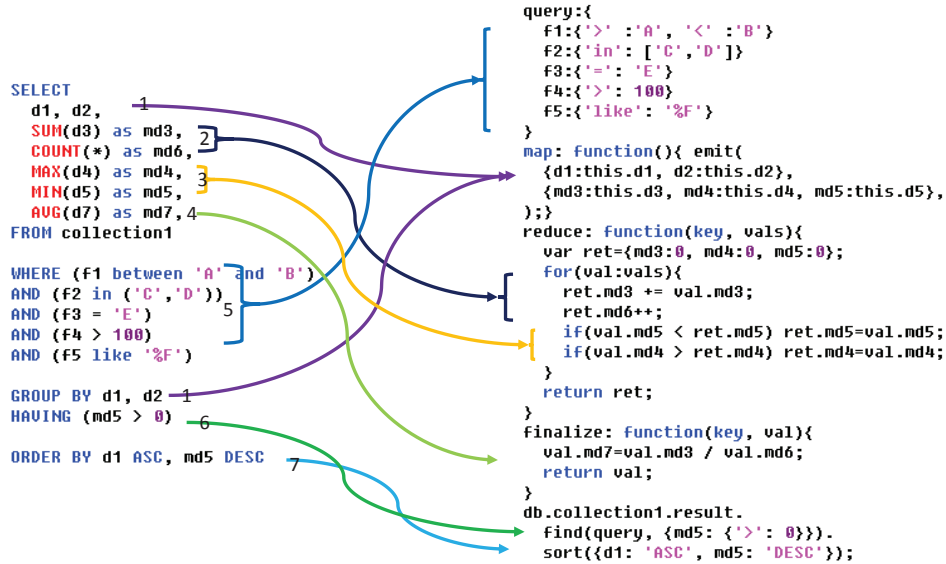 SELECT
d1, d2,
1
SUM(d3) as md3,
COUNT(*) as md6,
2
MAX(d4) as md4,
MIN(d5) as md5,
3
AVG(d7) as md7,
4
FROM collection1
WHERE (f1 between 'A' and 'B')
AND (f2 in ('C','D'))
AND (f3 = 'E')
AND (f4 > 100)
AND (f5 like '%F')
5
GROUP BY d1, d2
1
HAVING (md5 > 0)
6
ORDER BY d1 ASC, md5 DESC
7
query:{
f1:{'>' :'A', '<' :'B'}
f2:{'in': ['C','D']}
f3:{'=': 'E'}
f4:{'>': 100}
f5:{'like': '%F'}
}
map: function(){ emit(
{d1:this.d1, d2:this.d2},
{md3:this.d3, md4:this.d4, md5:this.d5},
);}
reduce: function(key, vals){
var ret={md3:0, md4:0, md5:0};
for(val:vals){
ret.md3 += val.md3;
ret.md6++;
if(val.md5 < ret.md5) ret.md5=val.md5;
if(val.md4 > ret.md4) ret.md4=val.md4;
}
return ret;
}
finalize: function(key, val){
val.md7=val.md3 / val.md6;
return val;
}
db.collection1.result.
find(query, {md5: {'>': 0}}).
sort({d1: 'ASC', md5: 'DESC'});